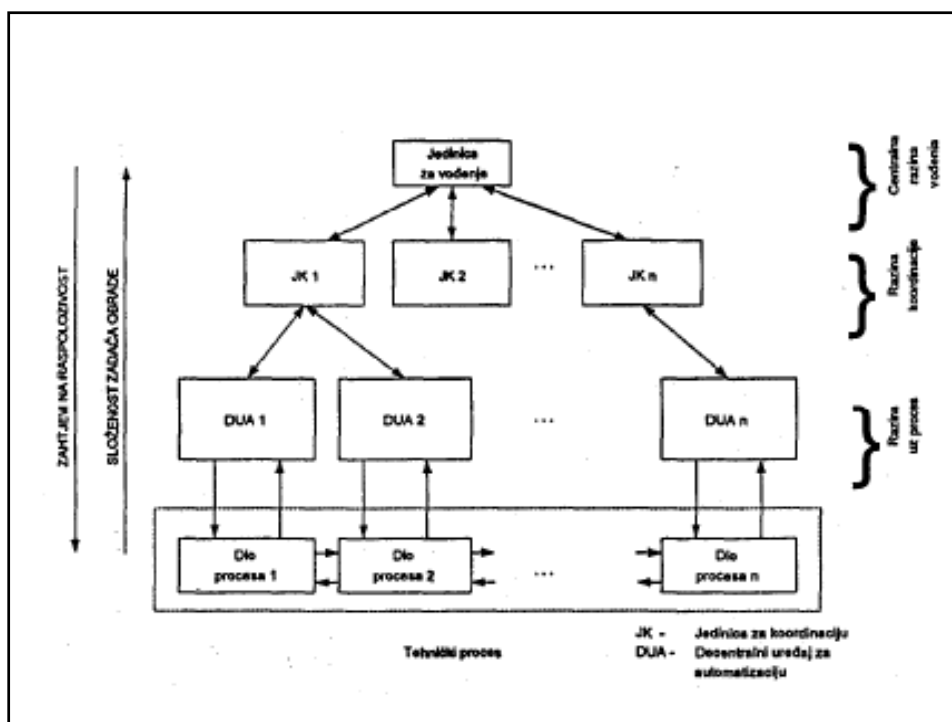 Jedinica
za vođenje
Centralna
razina
vođenja
JK 1
JK 2
...
JK n
Razina
koordinacije
ZAHTJEV NA RASPOLOŽIVOST
SLOŽENOST ZADAĆA OBRADE
DUA 1
DUA 2
...
DUA n
Razina
uz proces
Dio
procesa 1
Dio
procesa 2
...
Dio
procesa n
Tehnički proces
JK - Jedinica za koordinaciju
DUA - Decentralni uređaj za
automatizaciju